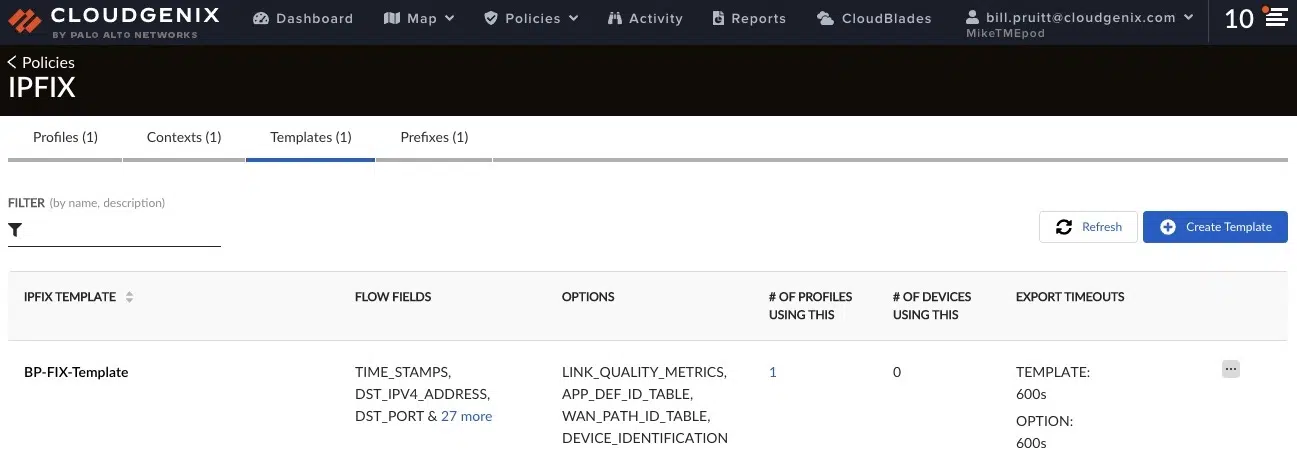 CLOUDGENIX
BY PALO ALTO NETWORKS
Dashboard
Map
Policies
Activity
Reports
CloudBlades
bill.pruitt@cloudgenix.com
MikeTMEpod
10
Policies
IPFIX
Profiles (1)
Contexts (1)
Templates (1)
Prefixes (1)
FILTER (by name, description)
Refresh
Create Template
IPFIX TEMPLATE
FLOW FIELDS
OPTIONS
# OF PROFILES
USING THIS
# OF DEVICES
USING THIS
EXPORT TIMEOUTS
BP-FIX-Template
TIME_STAMPS,
DST_IPV4_ADDRESS,
DST_PORT & 27 more
LINK_QUALITY_METRICS,
APP_DEF_ID_TABLE,
WAN_PATH_ID_TABLE,
DEVICE_IDENTIFICATION
1
0
TEMPLATE:
600s
OPTION:
600s
...